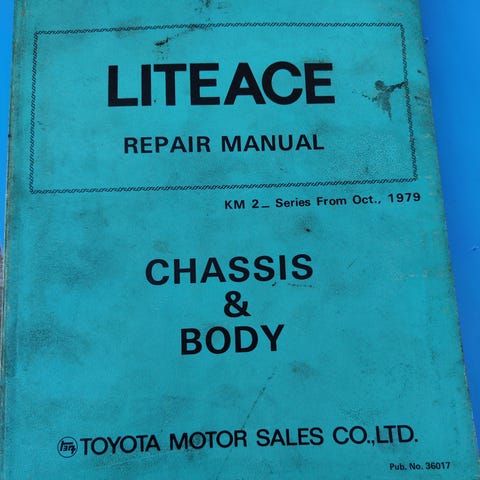 LITEACE
REPAIR MANUAL
KM 2_ Series From Oct., 1979
CHASSIS
&
BODY
TEQ TOYOTA MOTOR SALES CO.,LTD.
Pub. No. 36017